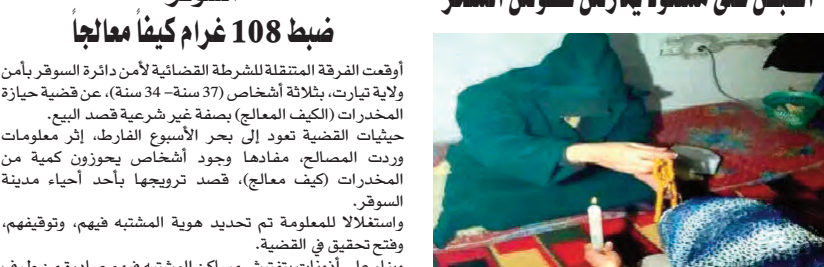 ضبط 108 غرام كيفاً معالجاً
أوقعت الفرقة المتنقلة للشرطة القضائية لأمن دائرة السوقر بأمن
ولاية تيارت، بثلاثة أشخاص (37 سنة– 34 سنة)، عن قضية حيازة
المخدرات (الكيف المعالج) بصفة غير شرعية قصد البيع.
حيثيات القضية تعود إلى بحر الأسبوع الفارط، إثر معلومات
وردت المصالح، مفادها وجود أشخاص يحوزون كمية من
المخدرات (كيف معالج)، قصد ترويجها بأحد أحياء مدينة
السوقر.
واستغلالا للمعلومة تم تحديد هوية المشتبه فيهم، وتوقيفهم،
وفتح تحقيق في القضية.